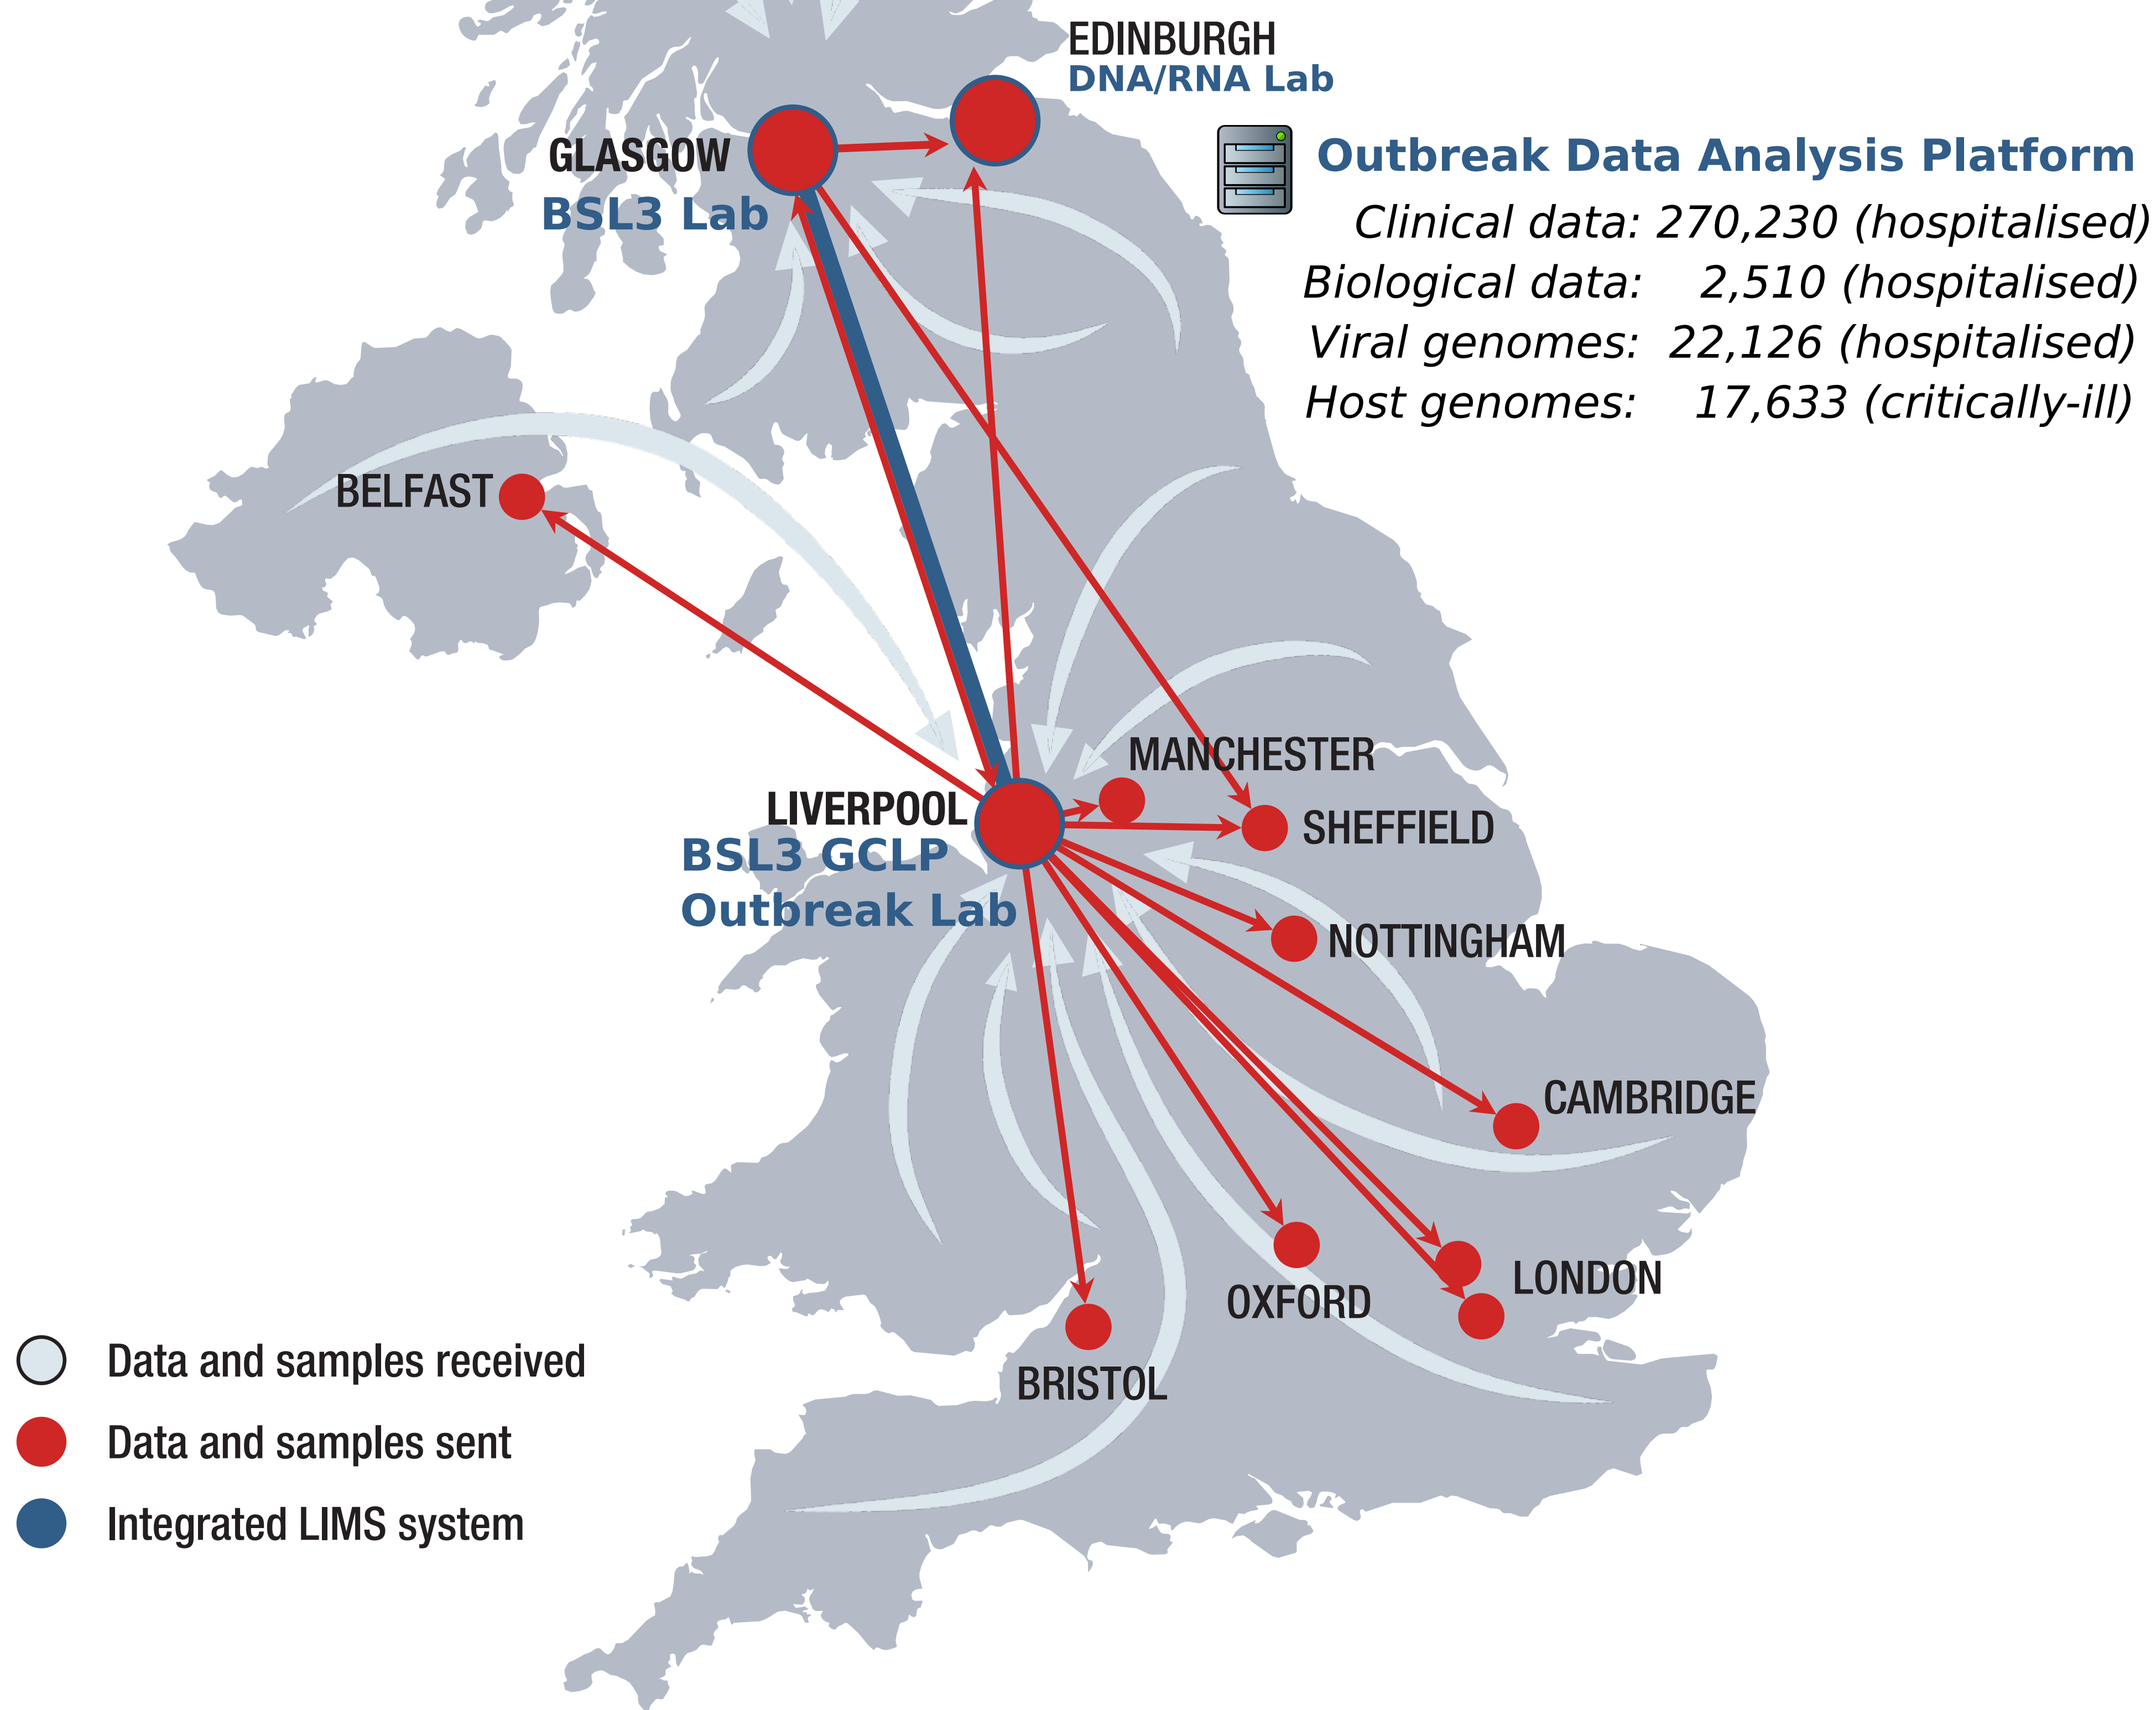 EDINBURGH
DNA/RNA Lab
GLASGOW
BSL3 Lab
Outbreak Data Analysis Platform
Clinical data: 270,230 (hospitalised)
Biological data: 2,510 (hospitalised)
Viral genomes: 22,126 (hospitalised)
Host genomes: 17,633 (critically-ill)
BELFAST
MANCHESTER
LIVERPOOL
BSL3 GCLP
Outbreak Lab
SHEFFIELD
NOTTINGHAM
CAMBRIDGE
LONDON
OXFORD
BRISTOL
Data and samples received
Data and samples sent
Integrated LIMS system